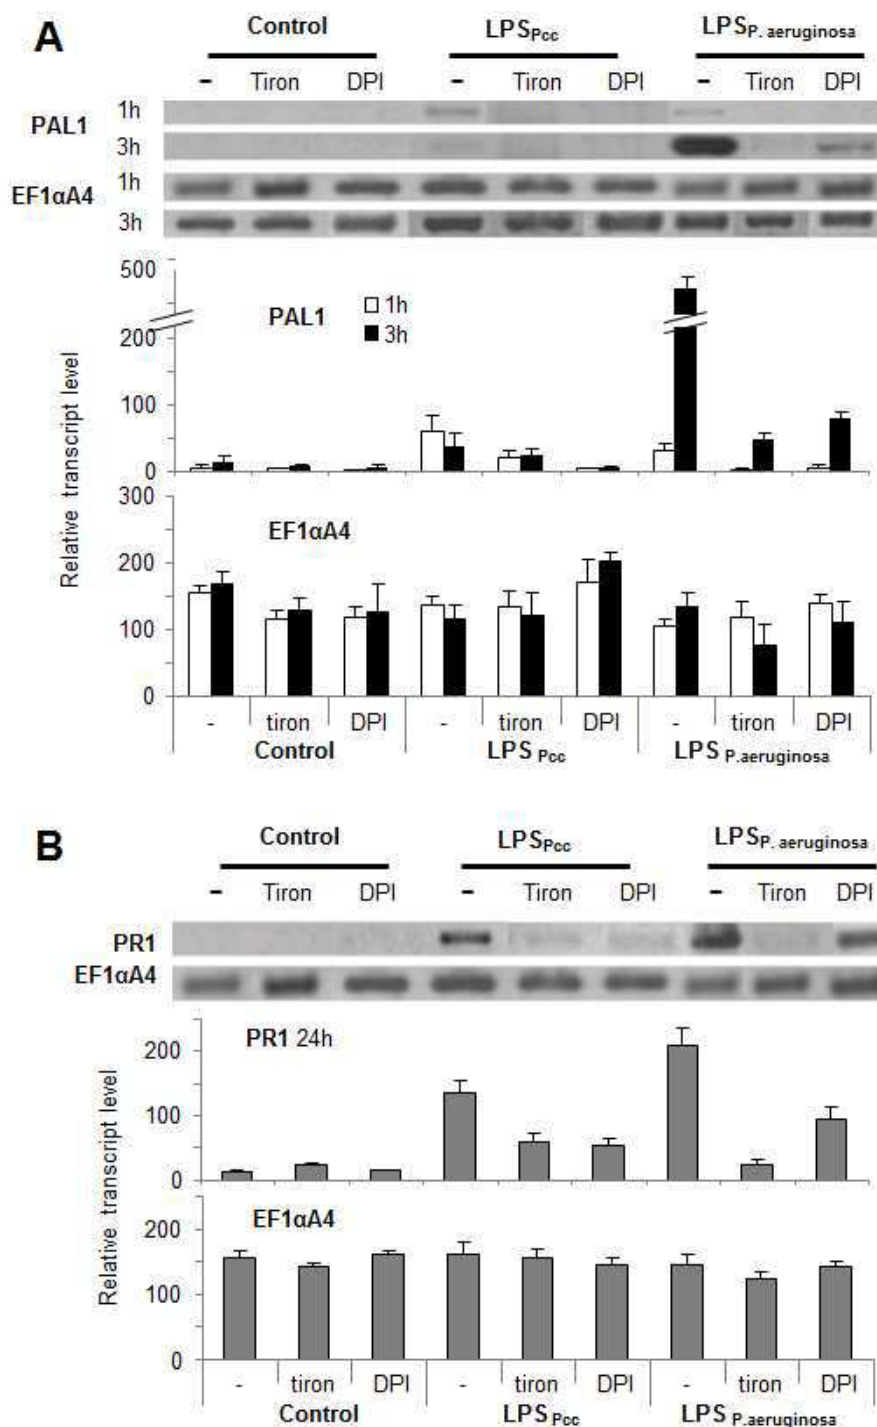 A
Control LPSPcc LPSP. aeruginosa
- Tiron DPI - Tiron DPI - Tiron DPI
PAL1 1h
3h
EF1αA4 1h
3h
500
PAL1
1h
3h
200
100
0
Relative transcript level
300
EF1αA4
200
100
0
- tiron DPI - tiron DPI - tiron DPI
Control LPS Pcc LPS P.aeruginosa
B
Control LPSPcc LPSP. aeruginosa
- Tiron DPI - Tiron DPI - Tiron DPI
PR1
EF1αA4
PR1 24h
200
100
0
Relative transcript level
EF1αA4
200
100
0
- tiron DPI - tiron DPI - tiron DPI
Control LPS Pcc LPS P.aeruginosa